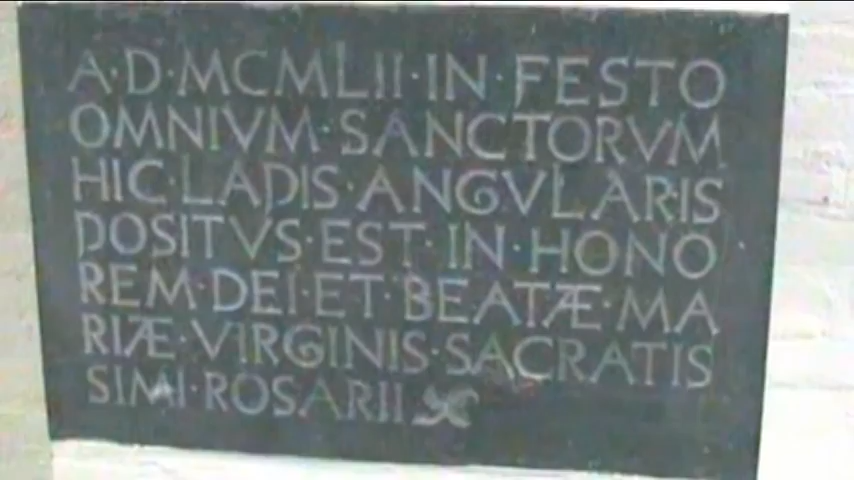 A·D·MCMLII·IN·FESTO
OMNIVM·SANCTORVM
HIC·LAPIS·ANGVLARIS
POSITVS·EST·IN·HONO
REM·DEI·ET·BEATÆ·MA
RIÆ·VIRGINIS·SACRATIS
SIMI·ROSARII